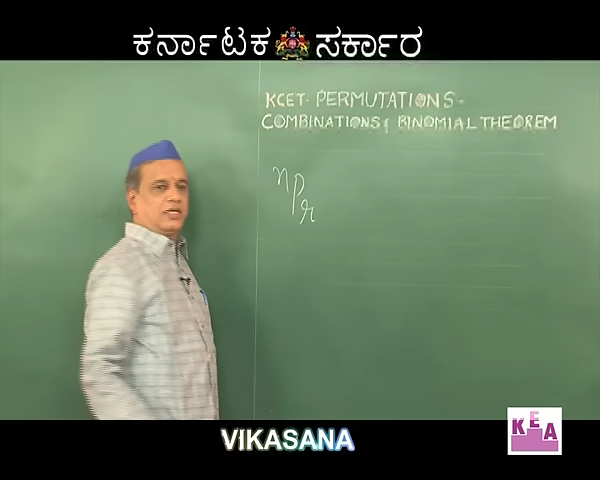 ಕರ್ನಾಟಕ ಸರ್ಕಾರ
KCET. PERMUTATIONS-
COMBINATIONS & BINOMIAL THEOREM
nPr
VIKASANA
KEA